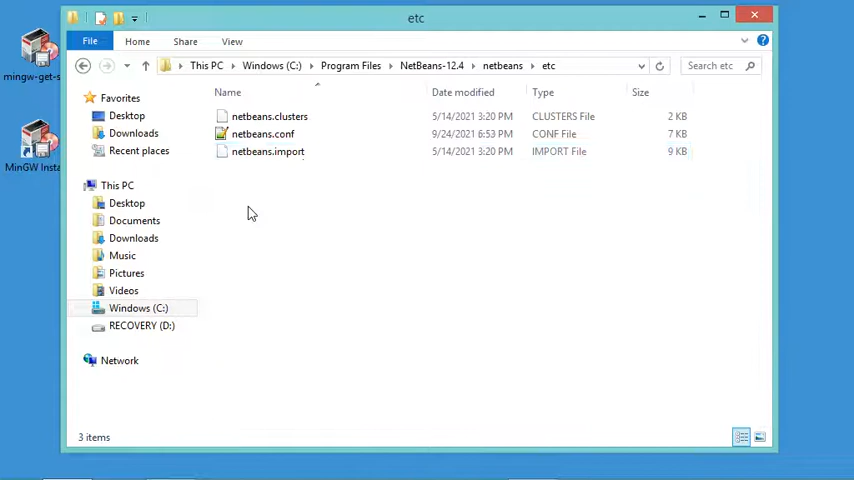 etc
File Home Share View
This PC Windows (C:) Program Files NetBeans-12.4 netbeans etc
Search etc
Name Date modified Type Size
netbeans.clusters 5/14/2021 3:20 PM CLUSTERS File 2 KB
netbeans.conf 9/24/2021 6:53 PM CONF File 7 KB
netbeans.import 5/14/2021 3:20 PM IMPORT File 9 KB
Favorites
Desktop
Downloads
Recent places
This PC
Desktop
Documents
Downloads
Music
Pictures
Videos
Windows (C:)
RECOVERY (D:)
Network
3 items
mingw-get-s
MinGW Insta